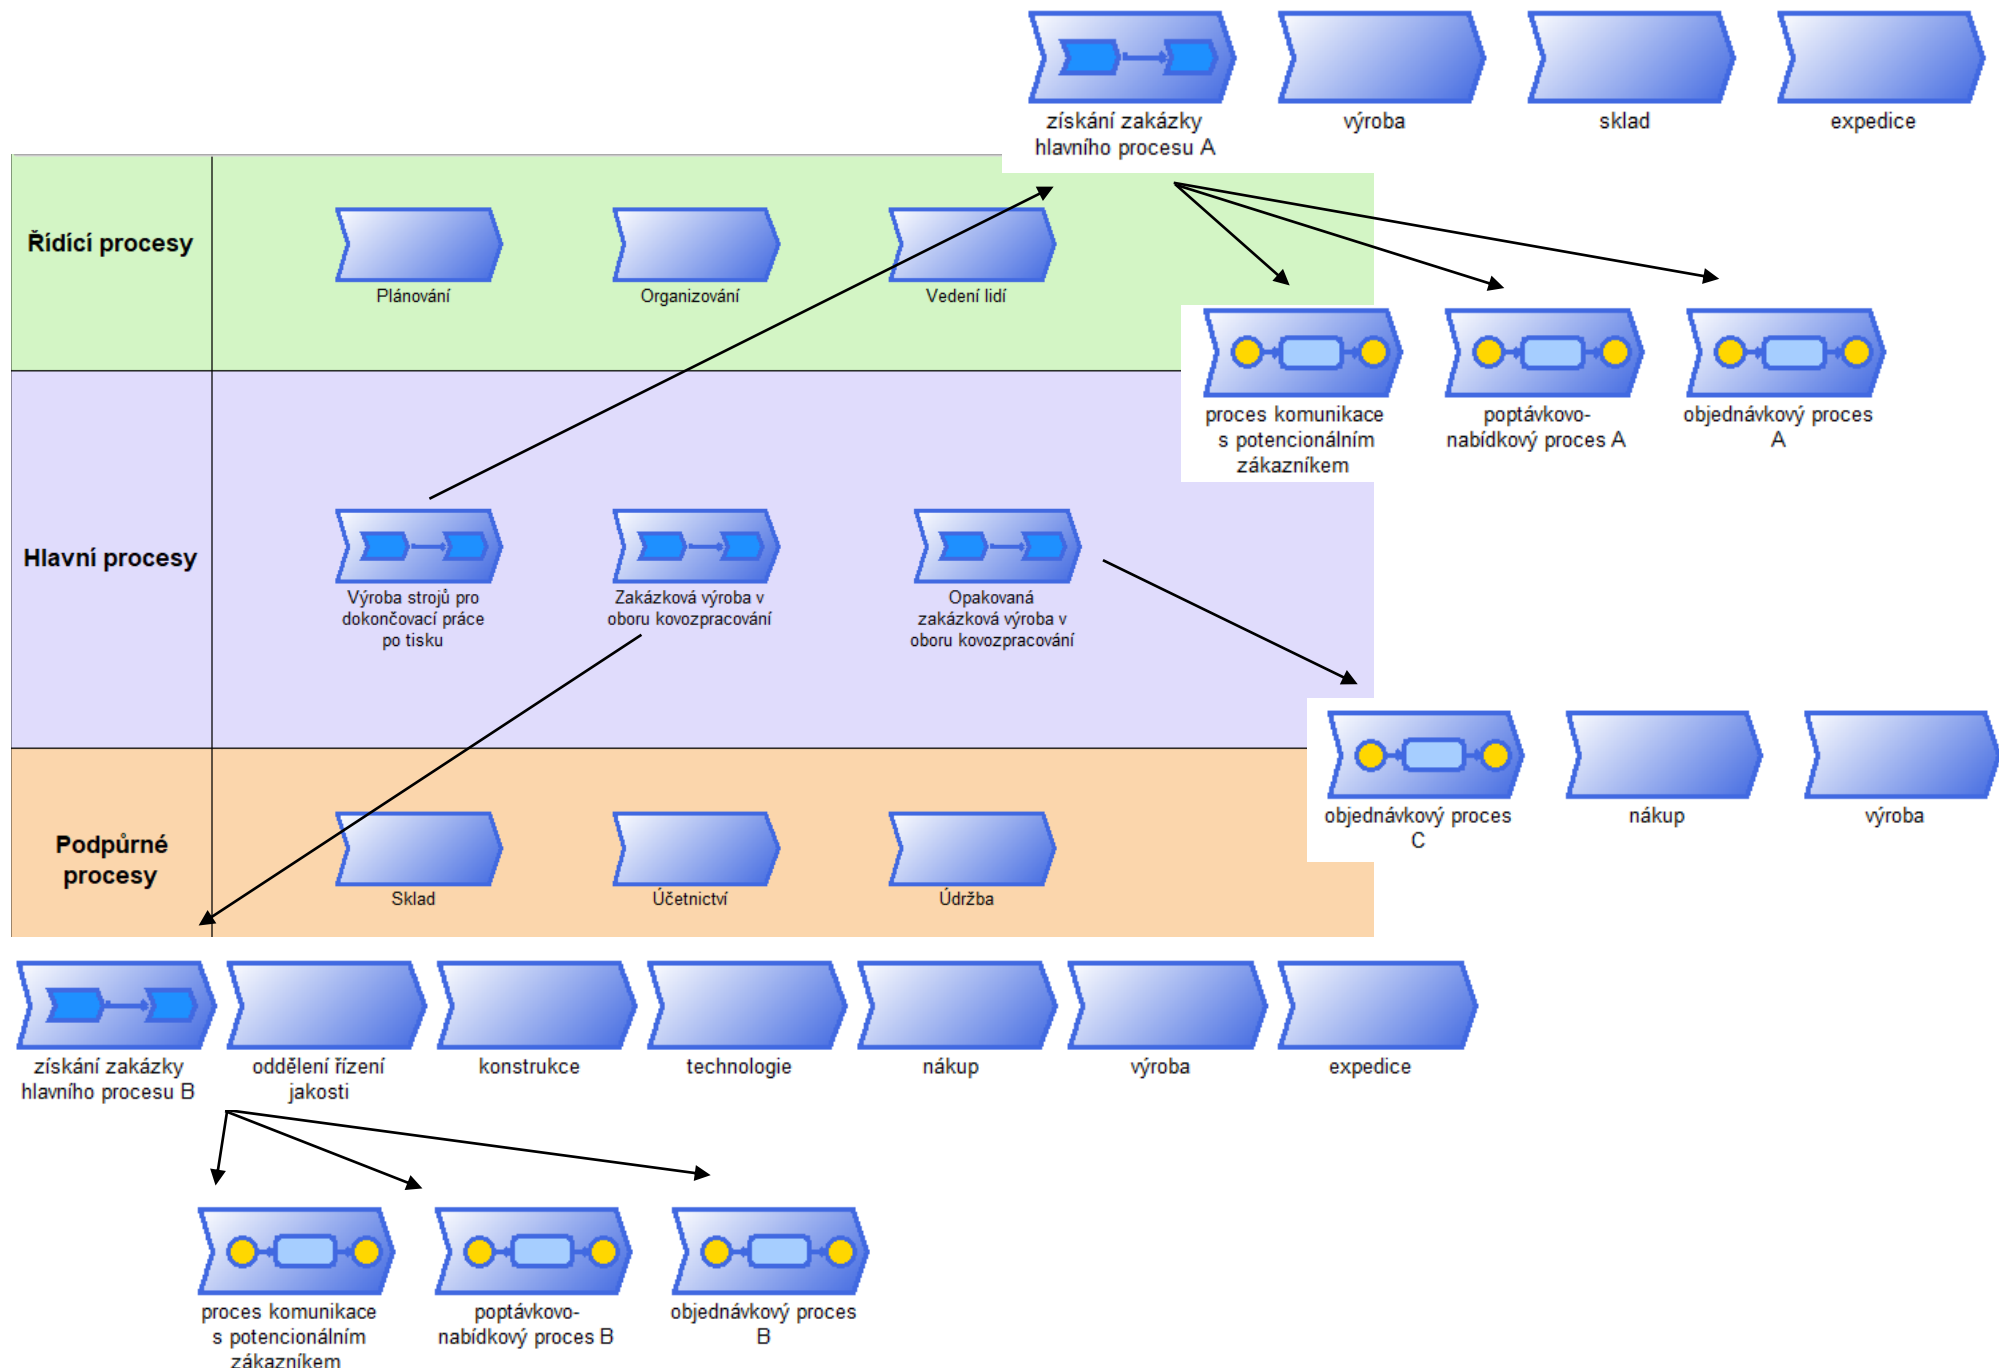 získání zakázky
hlavního procesu A
výroba
sklad
expedice
Řídící procesy
Plánování
Organizování
Vedení lidí
proces komunikace
s potencionálním
zákazníkem
poptávkovo-
nabídkový proces A
objednávkový proces
A
Hlavní procesy
Výroba strojů pro
dokončovací práce
po tisku
Zakázková výroba v
oboru kovozpracování
Opakovaná
zakázková výroba v
oboru kovozpracování
objednávkový proces
C
nákup
výroba
Podpůrné
procesy
Sklad
Účetnictví
Údržba
získání zakázky
hlavního procesu B
oddělení řízení
jakosti
konstrukce
technologie
nákup
výroba
expedice
proces komunikace
s potencionálním
zákazníkem
poptávkovo-
nabídkový proces B
objednávkový proces
B